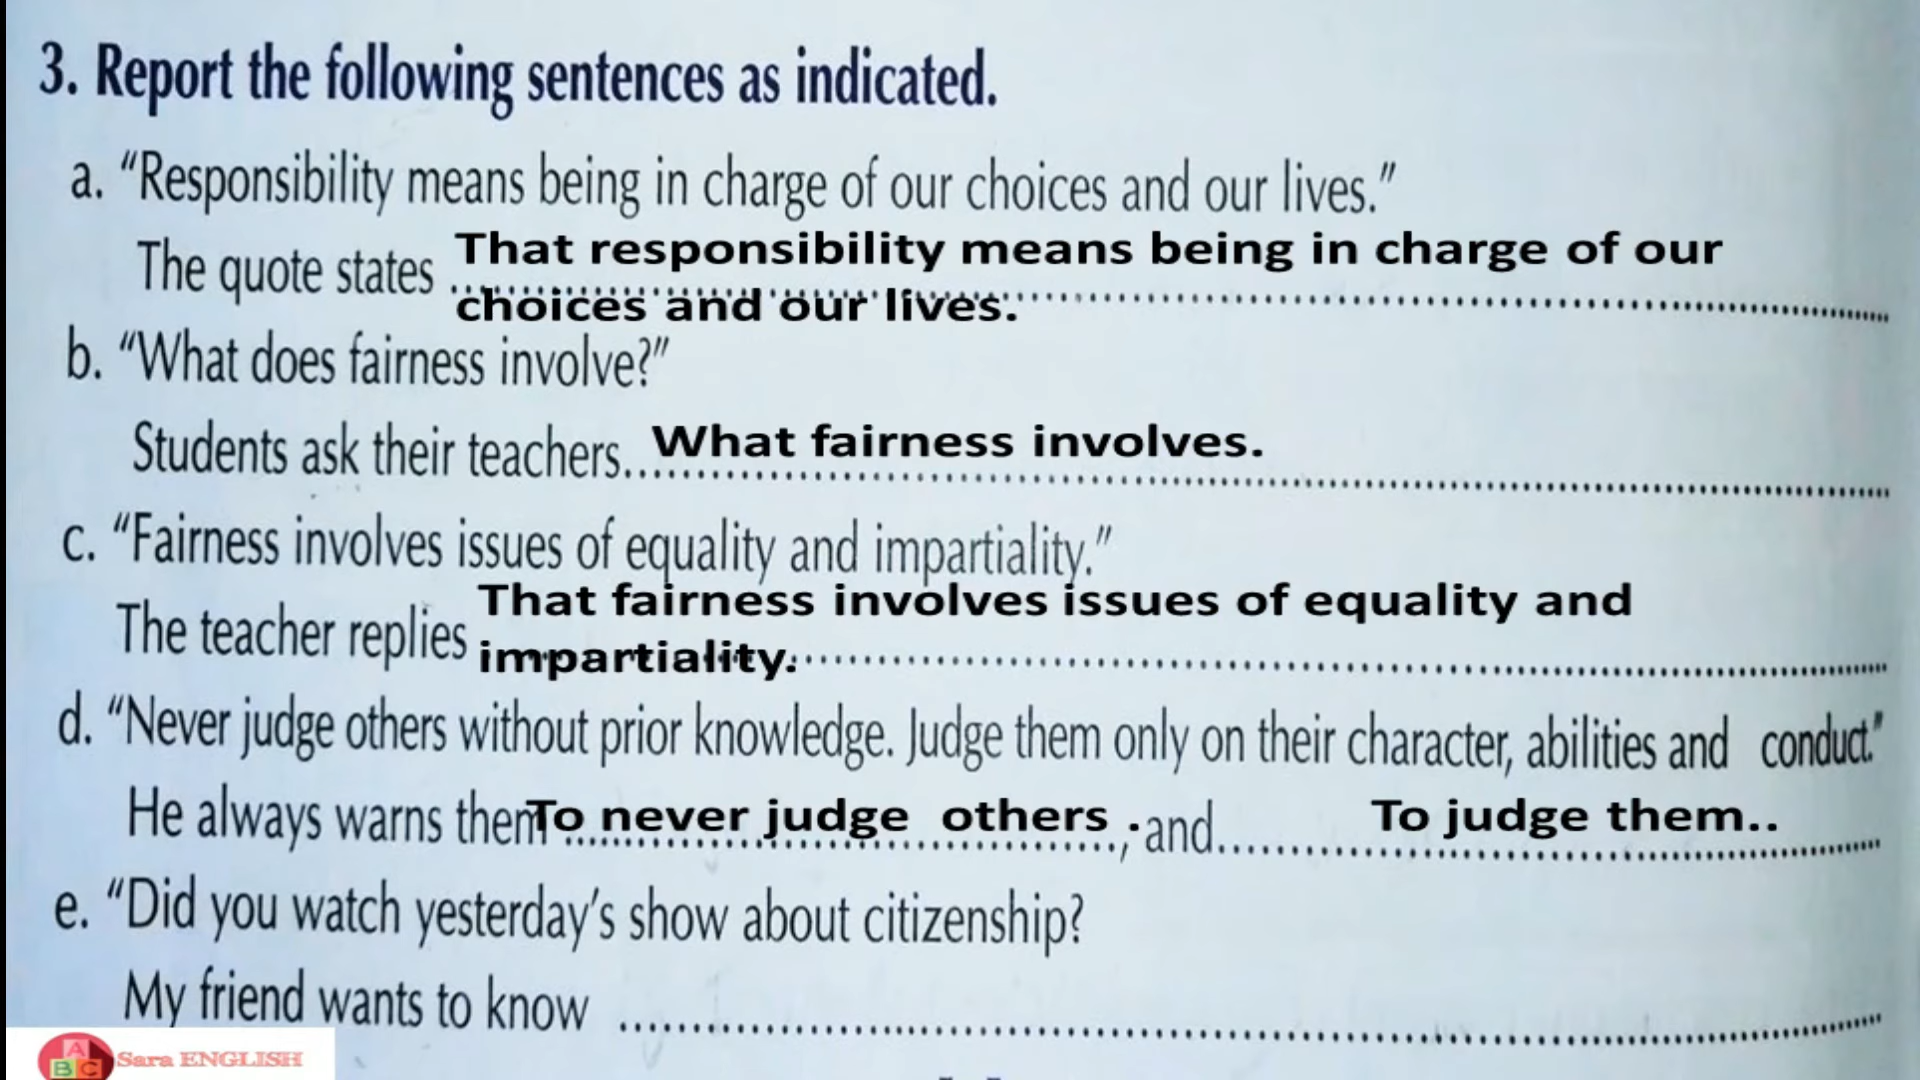 3. Report the following sentences as indicated.
a. “Responsibility means being in charge of our choices and our lives.”
The quote states That responsibility means being in charge of our
choices and our lives.
b. “What does fairness involve?”
Students ask their teachers. What fairness involves.
c. “Fairness involves issues of equality and impartiality.”
The teacher replies That fairness involves issues of equality and
impartiality.
d. “Never judge others without prior knowledge. Judge them only on their character, abilities and conduct.”
He always warns them To never judge others ., and To judge them..
e. “Did you watch yesterday’s show about citizenship?
My friend wants to know
ABC Sara ENGLISH